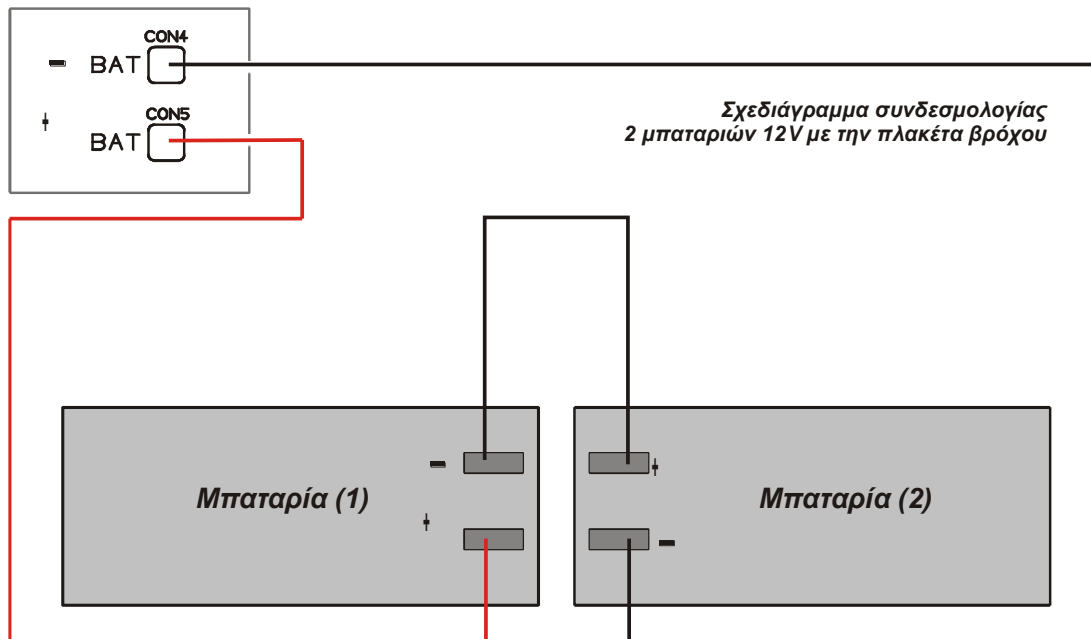 CON4
BAT
CON5
BAT
Σχεδιάγραμμα συνδεσμολογίας
2 μπαταριών 12V με την πλακέτα βρόχου
Μπαταρία (1)
Μπαταρία (2)